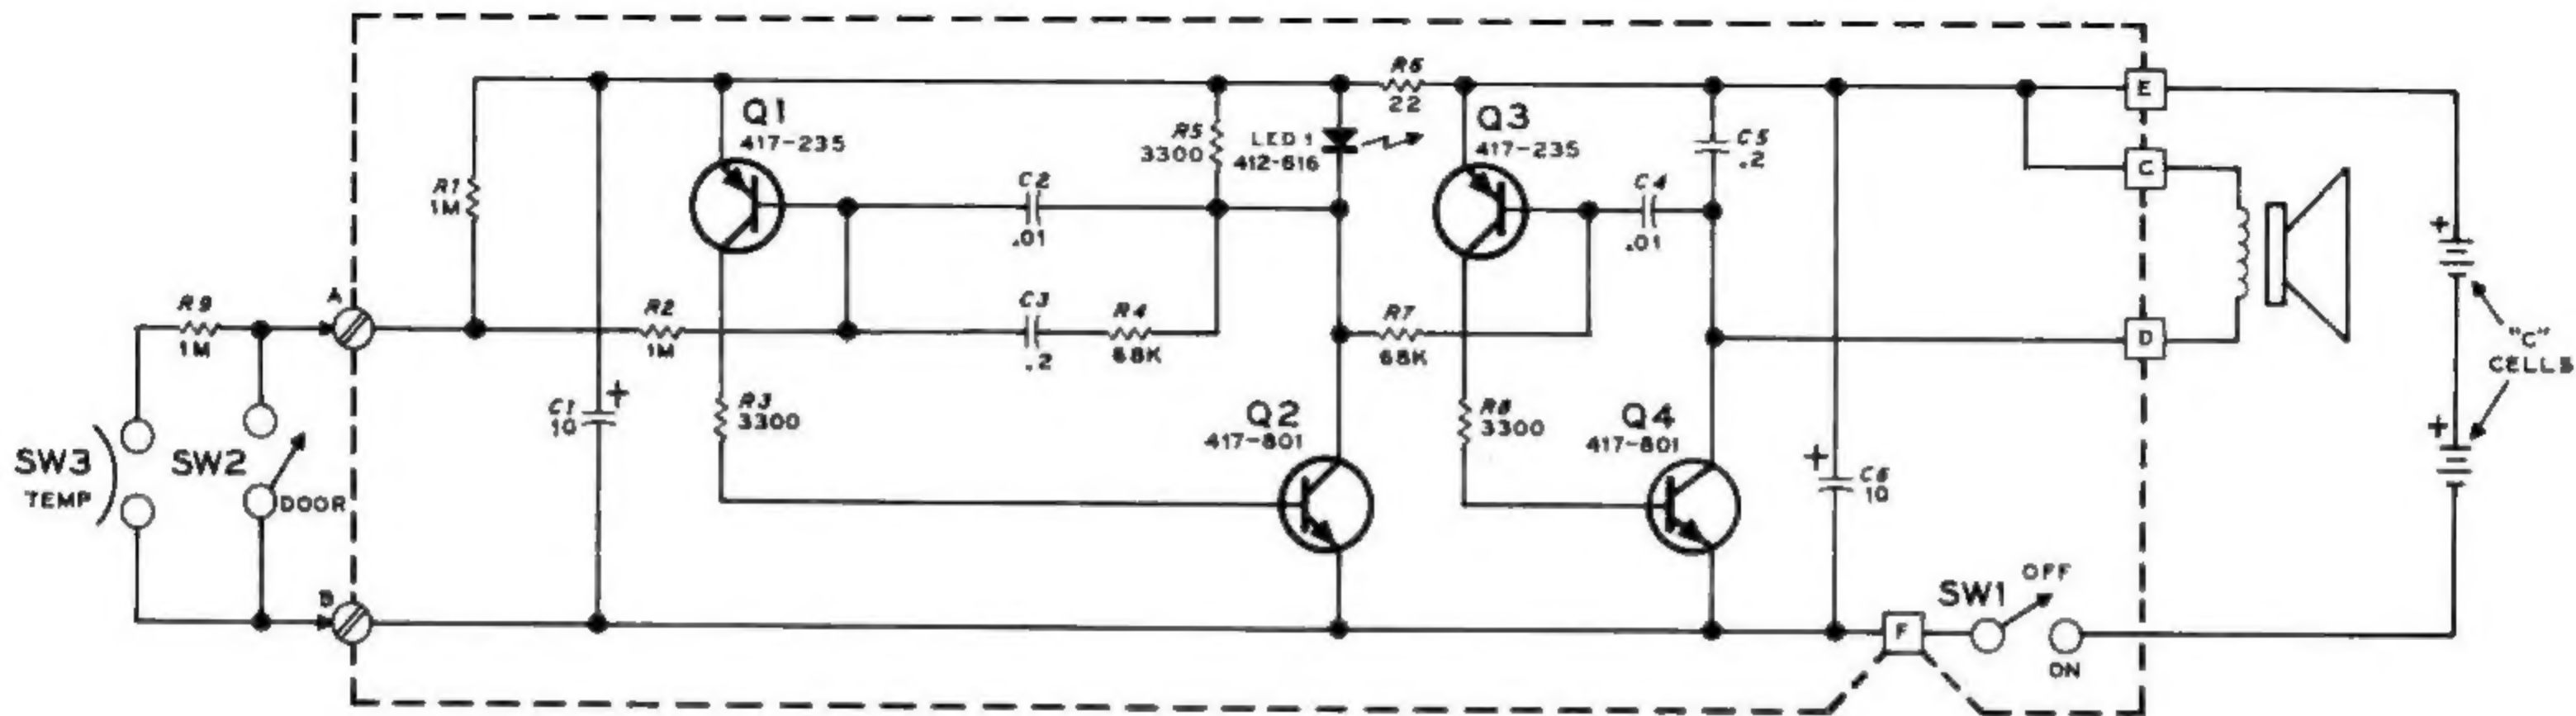 R6
22
E
Q1
417-235
R5
3300
LED 1
412-616
Q3
417-235
C5
.2
R1
1M
C2
.01
C4
.01
C
A
R9
1M
R2
1M
C3
.2
R4
68K
R7
68K
D
"C"
CELLS
+
+
C1
10
+
R3
3300
Q2
417-801
R8
3300
Q4
417-801
+
C6
10
SW3
TEMP
SW2
DOOR
B
F
SW1
OFF
ON